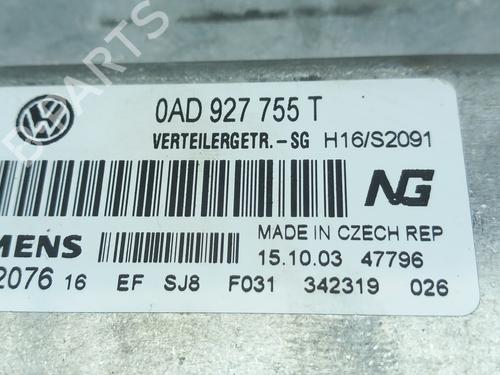 0AD 927 755 T
VERTEILERGETR.-SG H16/S2091
NG
MADE IN CZECH REP
15.10.03 47796
2076 16 EF SJ8 F031 342319 026